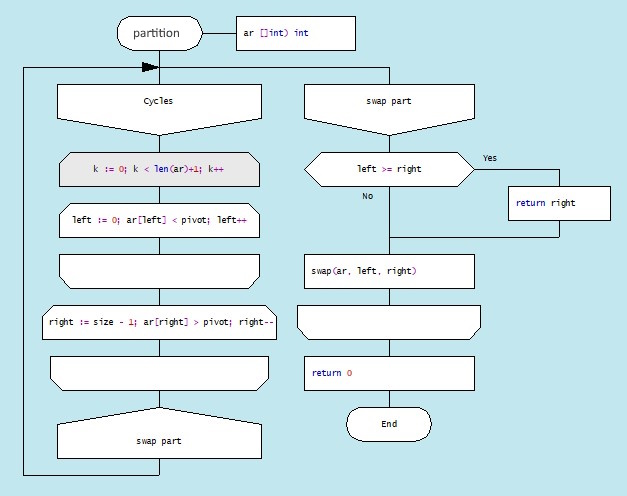 partition
ar []int) int
Cycles
k := 0; k < len(ar)+1; k++
left := 0; ar[left] < pivot; left++
right := size - 1; ar[right] > pivot; right--
swap part
swap part
left >= right
Yes
No
return right
swap(ar, left, right)
return 0
End